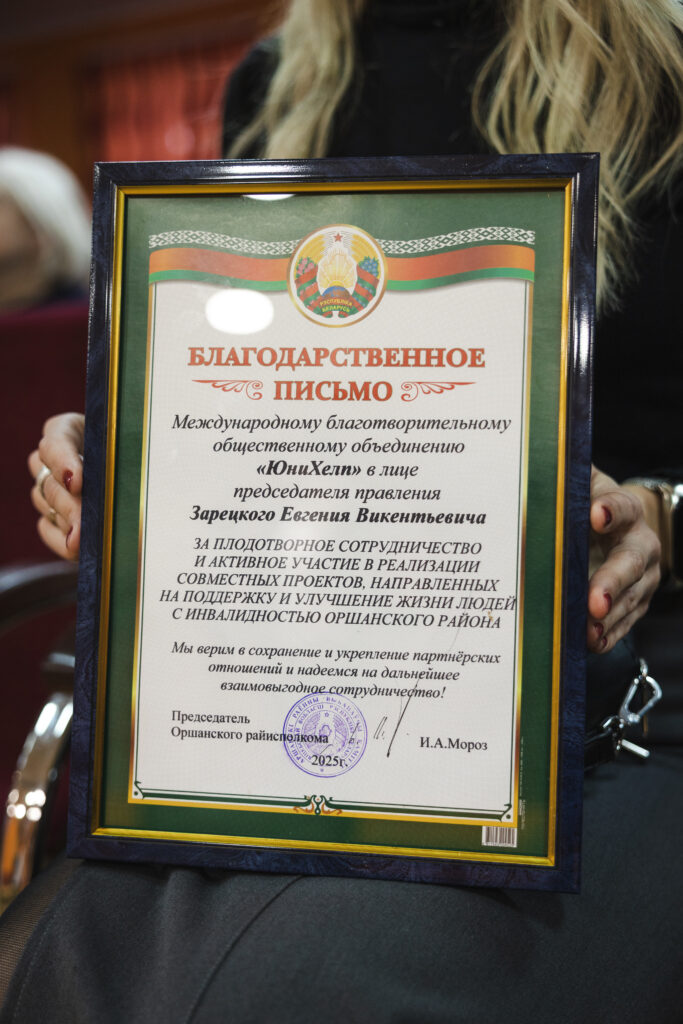 РЕСПУБЛИКА
БЕЛАРУСЬ
БЛАГОДАРСТВЕННОЕ
ПИСЬМО
Международному благотворительному
общественному объединению
«ЮниХелп» в лице
председателя правления
Зарецкого Евгения Викентьевича
ЗА ПЛОДОТВОРНОЕ СОТРУДНИЧЕСТВО
И АКТИВНОЕ УЧАСТИЕ В РЕАЛИЗАЦИИ
СОВМЕСТНЫХ ПРОЕКТОВ, НАПРАВЛЕННЫХ
НА ПОДДЕРЖКУ И УЛУЧШЕНИЕ ЖИЗНИ ЛЮДЕЙ
С ИНВАЛИДНОСТЬЮ ОРШАНСКОГО РАЙОНА
Мы верим в сохранение и укрепление партнёрских
отношений и надеемся на дальнейшее
взаимовыгодное сотрудничество!
Председатель
Оршанского райисполкома
И.А.Мороз
2025г.